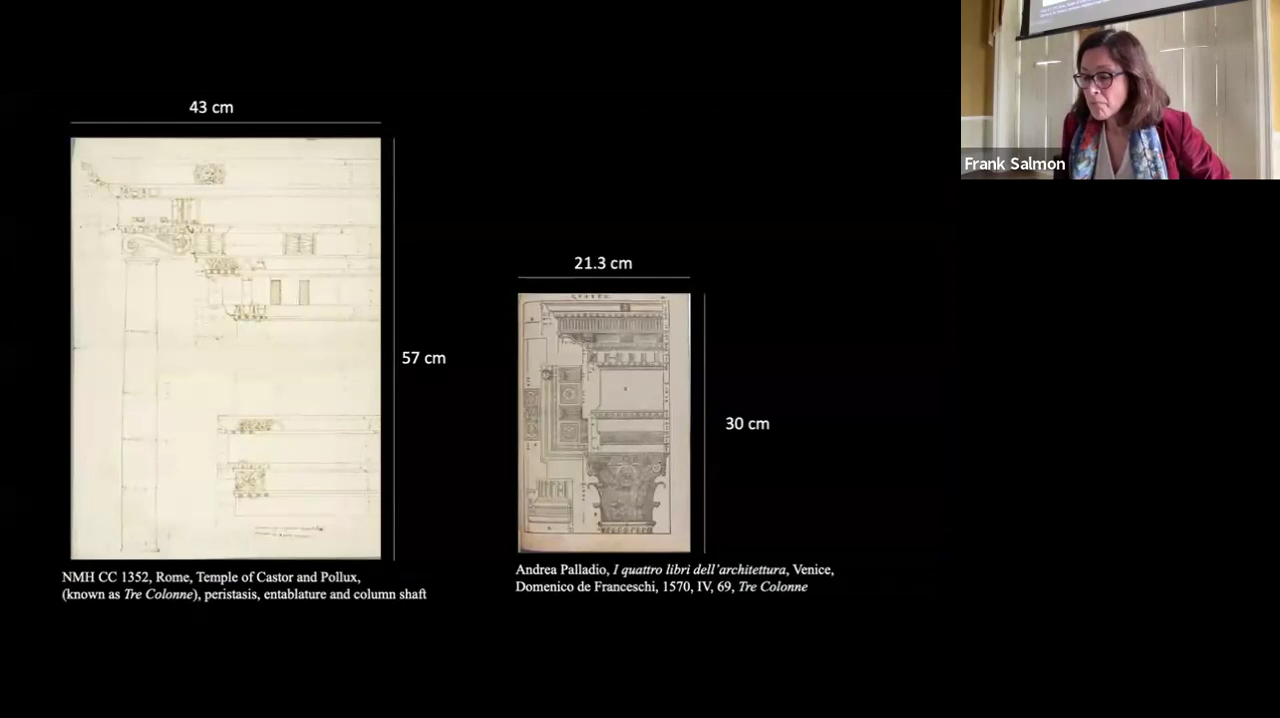 43 cm
57 cm
NMH CC 1352, Rome, Temple of Castor and Pollux,
(known as Tre Colonne), peristasis, entablature and column shaft
21.3 cm
30 cm
Andrea Palladio, I quattro libri dell’architettura, Venice,
Domenico de Franceschi, 1570, IV, 69, Tre Colonne
Frank Salmon